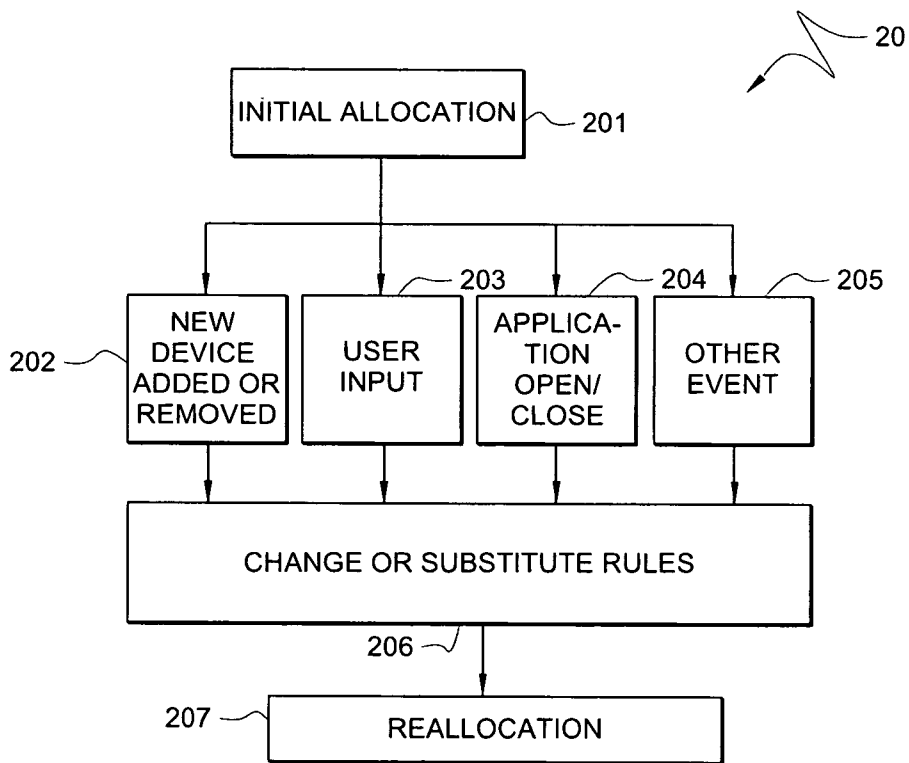 20
INITIAL ALLOCATION
201
203
204
205
202
NEW
DEVICE
ADDED OR
REMOVED
USER
INPUT
APPLICA-
TION
OPEN/
CLOSE
OTHER
EVENT
CHANGE OR SUBSTITUTE RULES
206
207
REALLOCATION